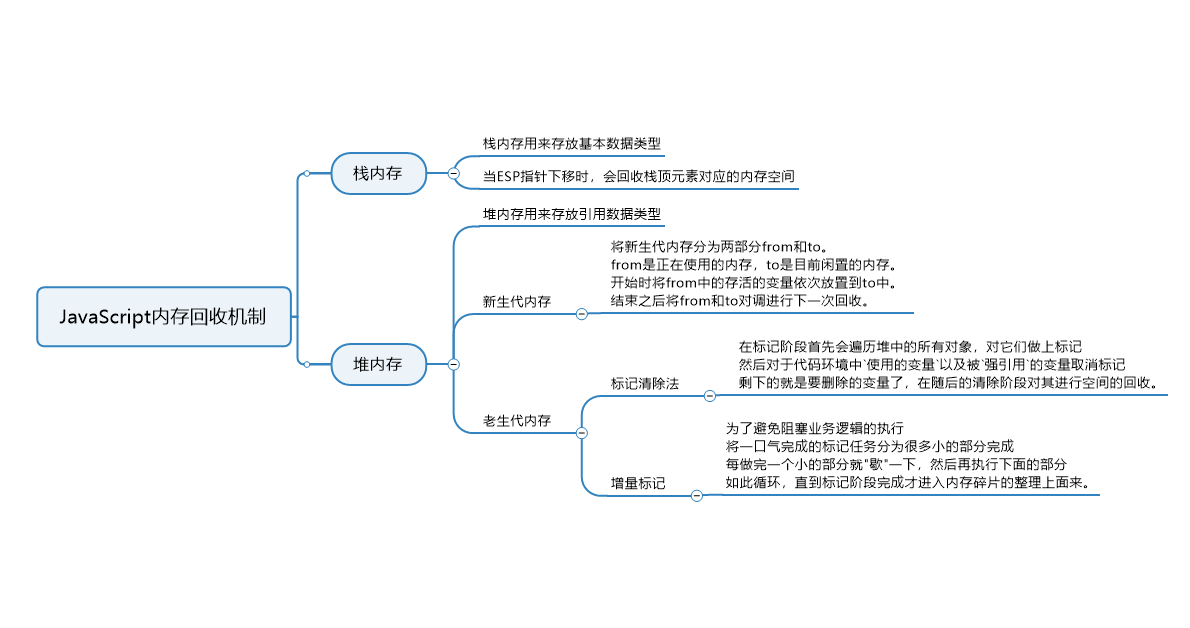 JavaScript内存回收机制
栈内存
栈内存用来存放基本数据类型
当ESP指针下移时，会回收栈顶元素对应的内存空间
堆内存
堆内存用来存放引用数据类型
新生代内存
将新生代内存分为两部分from和to。
from是正在使用的内存，to是目前闲置的内存。
开始时将from中的存活的变量依次放置到to中。
结束之后将from和to对调进行下一次回收。
老生代内存
标记清除法
在标记阶段首先会遍历堆中的所有对象，对它们做上标记
然后对于代码环境中`使用的变量`以及被`强引用`的变量取消标记
剩下的就是要删除的变量了，在随后的清除阶段对其进行空间的回收。
增量标记
为了避免阻塞业务逻辑的执行
将一口气完成的标记任务分为很多小的部分完成
每做完一个小的部分就"歇"一下，然后再执行下面的部分
如此循环，直到标记阶段完成才进入内存碎片的整理上面来。